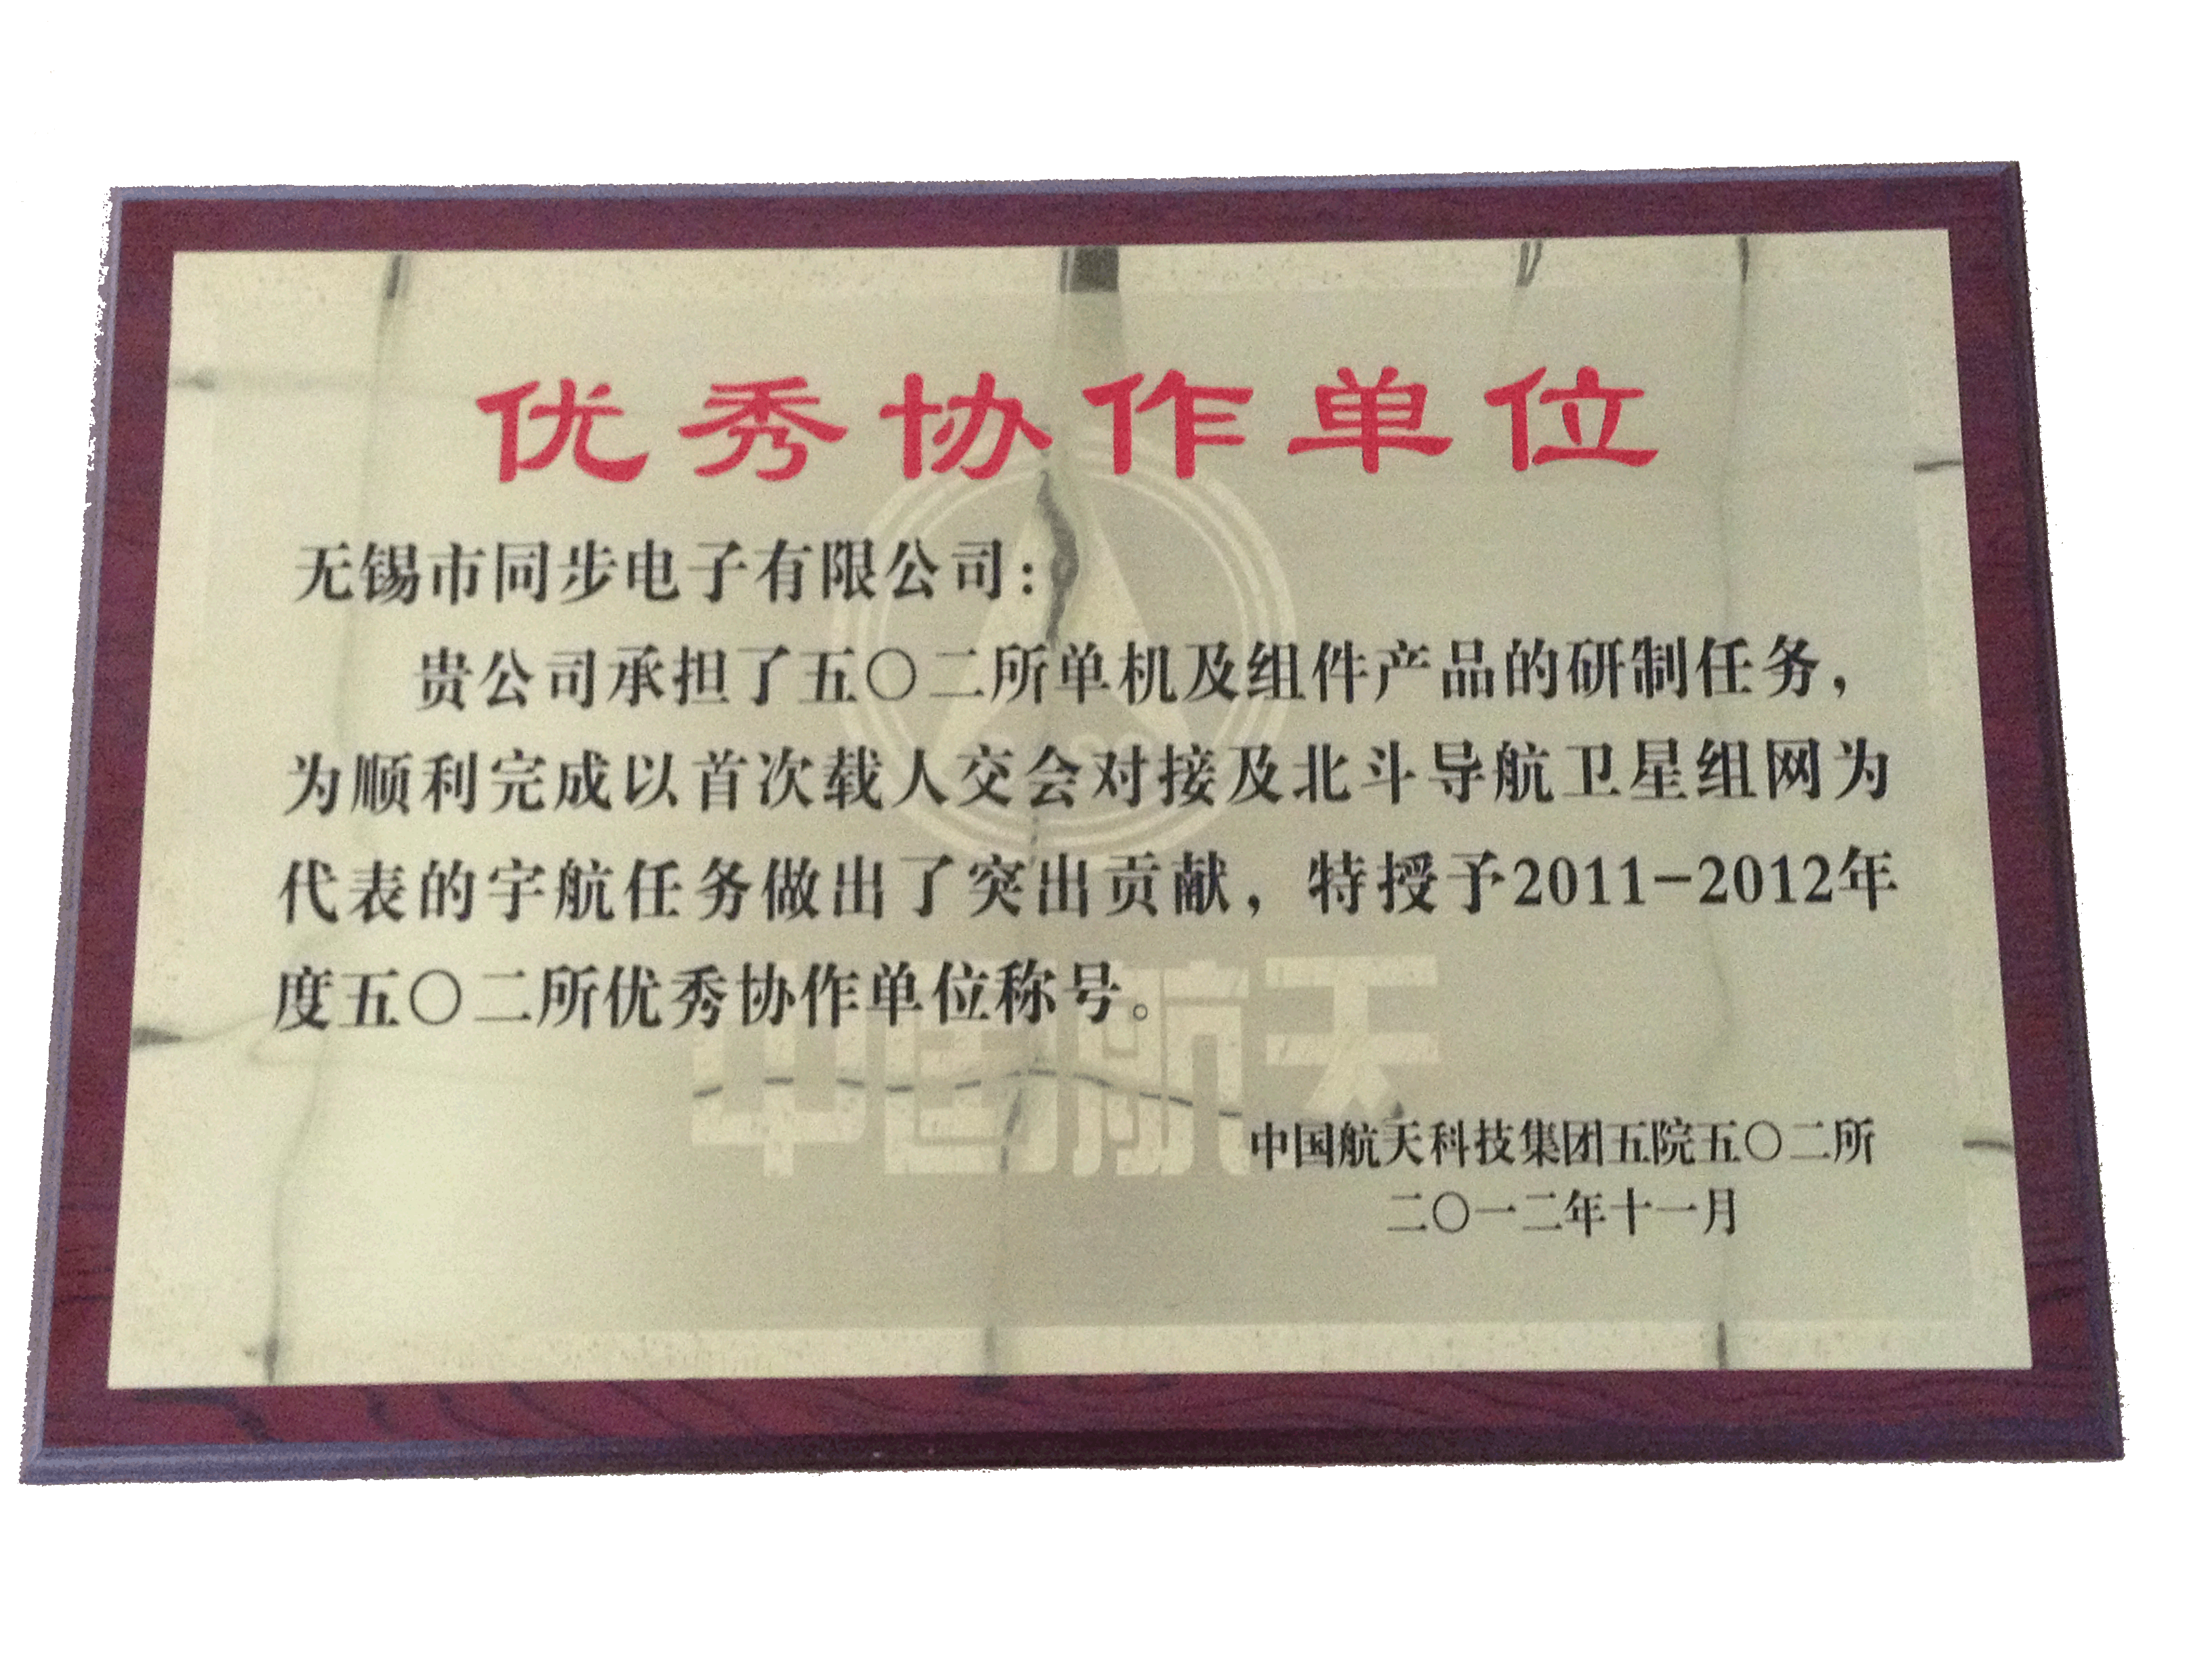 优秀协作单位
无锡市同步电子有限公司：
贵公司承担了五〇二所单机及组件产品的研制任务，
为顺利完成以首次载人交会对接及北斗导航卫星组网为
代表的宇航任务做出了突出贡献，特授予2011-2012年
度五〇二所优秀协作单位称号。
中国航天
中国航天科技集团五院五〇二所
二〇一二年十一月